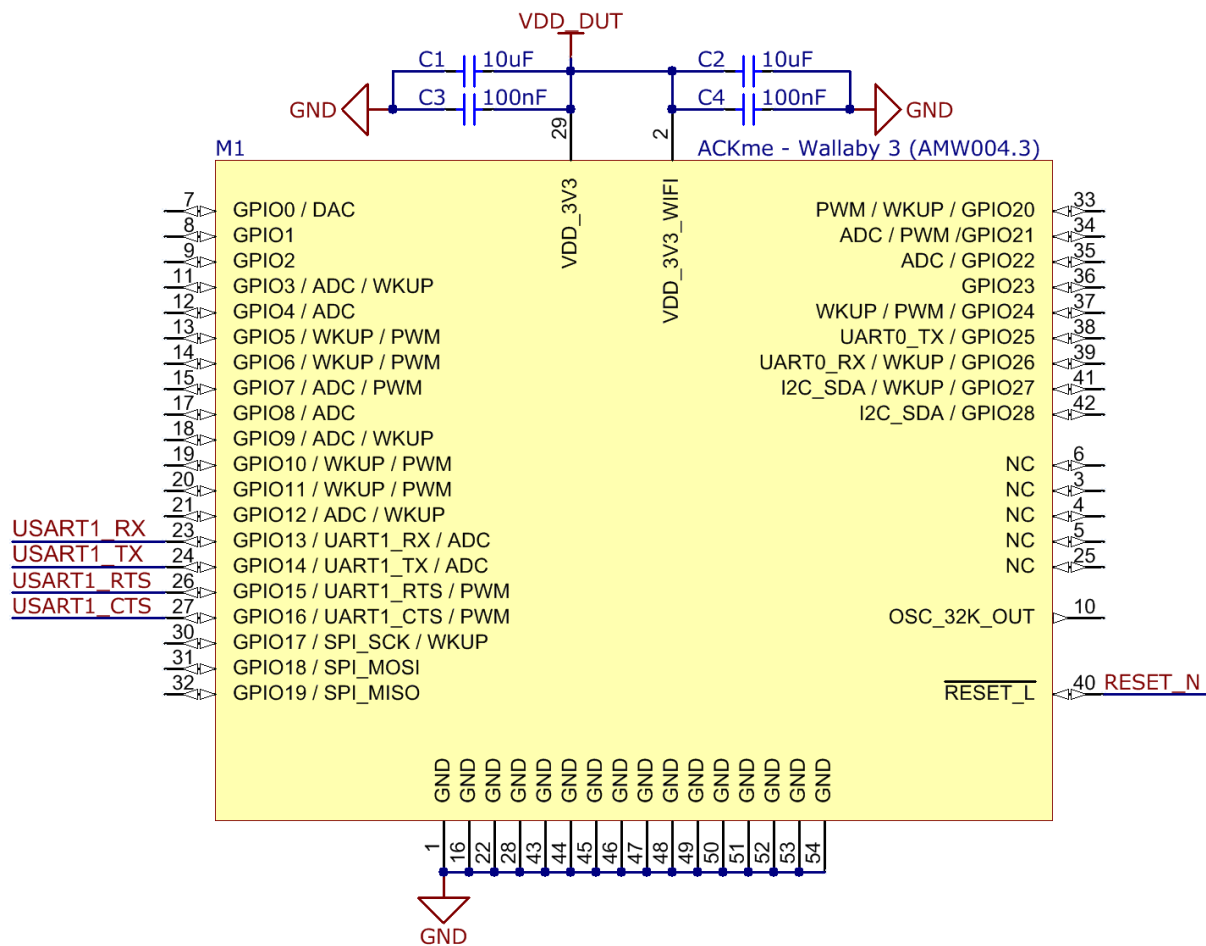 VDD_DUT
C1 10uF C2 10uF
GND C3 100nF C4 100nF GND
29 2
M1 ACKme - Wallaby 3 (AMW004.3)
VDD_3V3 VDD_3V3_WIFI
7 GPIO0 / DAC PWM / WKUP / GPIO20 33
8 GPIO1 ADC / PWM /GPIO21 34
9 GPIO2 ADC / GPIO22 35
11 GPIO3 / ADC / WKUP GPIO23 36
12 GPIO4 / ADC WKUP / PWM / GPIO24 37
13 GPIO5 / WKUP / PWM UART0_TX / GPIO25 38
14 GPIO6 / WKUP / PWM UART0_RX / WKUP / GPIO26 39
15 GPIO7 / ADC / PWM I2C_SDA / WKUP / GPIO27 41
17 GPIO8 / ADC I2C_SDA / GPIO28 42
18 GPIO9 / ADC / WKUP
19 GPIO10 / WKUP / PWM NC 6
20 GPIO11 / WKUP / PWM NC 3
21 GPIO12 / ADC / WKUP NC 4
USART1_RX 23 GPIO13 / UART1_RX / ADC NC 5
USART1_TX 24 GPIO14 / UART1_TX / ADC NC 25
USART1_RTS 26 GPIO15 / UART1_RTS / PWM
USART1_CTS 27 GPIO16 / UART1_CTS / PWM OSC_32K_OUT 10
30 GPIO17 / SPI_SCK / WKUP
31 GPIO18 / SPI_MOSI
32 GPIO19 / SPI_MISO RESET_L 40 RESET_N
GND GND GND GND GND GND GND GND GND GND GND GND GND GND GND GND
1 16 22 28 43 44 45 46 47 48 49 50 51 52 53 54
GND